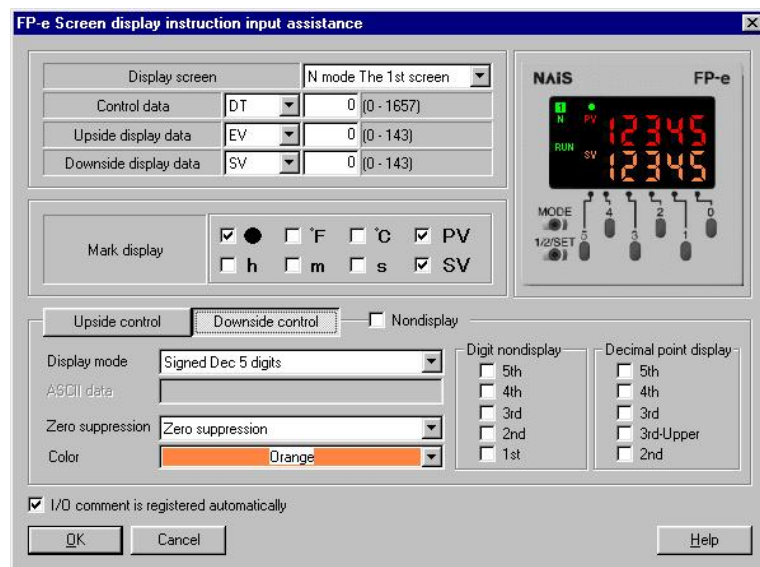 FP-e Screen display instruction input assistance
Display screen N mode The 1st screen
Control data DT 0 (0 - 1657)
Upside display data EV 0 (0 - 143)
Downside display data SV 0 (0 - 143)
NAiS FP-e
1
N PV 12345
RUN SV 12345
MODE 4 2 0
1/2/SET 5 3 1
Mark display ● °F °C PV
h m s SV
Upside control Downside control Nondisplay
Display mode Signed Dec 5 digits
ASCII data
Zero suppression Zero suppression
Color Orange
Digit nondisplay
5th
4th
3rd
2nd
1st
Decimal point display
5th
4th
3rd
3rd-Upper
2nd
I/O comment is registered automatically
OK Cancel Help